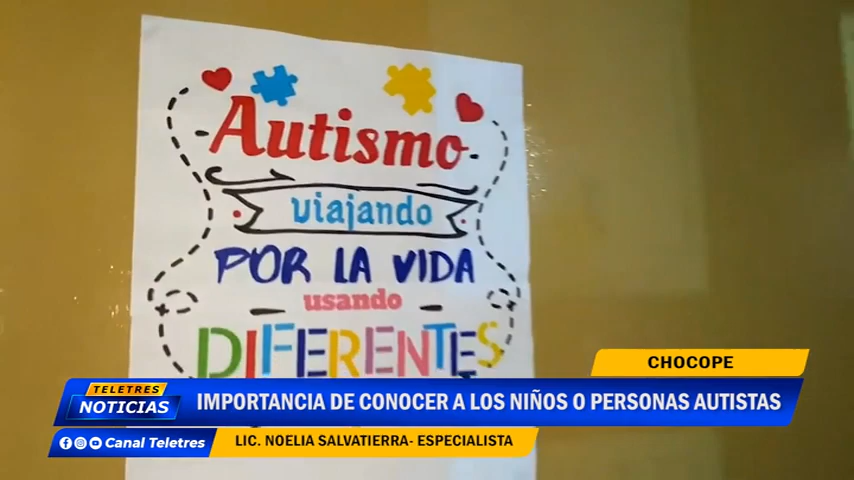 Autismo
viajando
POR LA VIDA
usando
DIFERENTES
CHOCOPE
TELETRES
NOTICIAS
IMPORTANCIA DE CONOCER A LOS NIÑOS O PERSONAS AUTISTAS
Canal Teletres
LIC. NOELIA SALVATIERRA- ESPECIALISTA